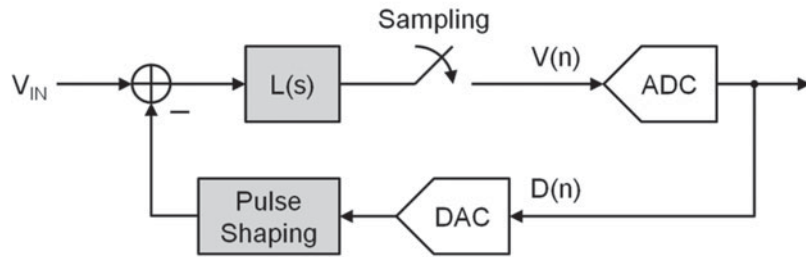 Sampling
V_IN
L(s)
V(n)
ADC
−
Pulse
Shaping
DAC
D(n)